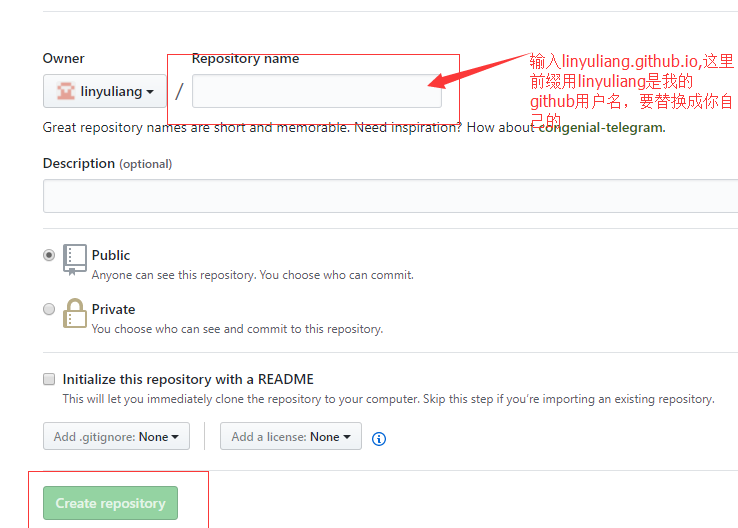 Owner
Repository name
linyuliang
/
输入linyuliang.github.io,这里
前缀用linyuliang是我的
github用户名，要替换成你自
己的
Great repository names are short and memorable. Need inspiration? How about congenial-telegram.
Description (optional)
Public
Anyone can see this repository. You choose who can commit.
Private
You choose who can see and commit to this repository.
Initialize this repository with a README
This will let you immediately clone the repository to your computer. Skip this step if you’re importing an existing repository.
Add .gitignore: None
Add a license: None
Create repository